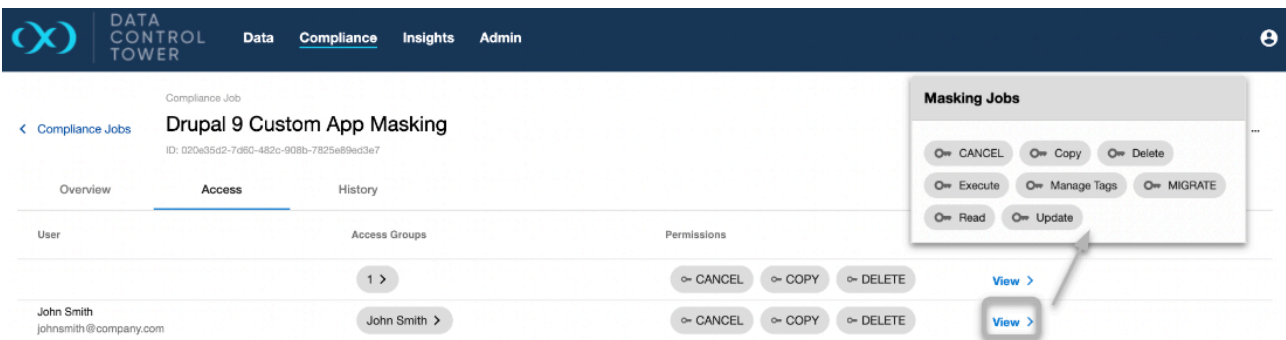 DATA
CONTROL
TOWER
Data Compliance Insights Admin
Compliance Job
Compliance Jobs
Drupal 9 Custom App Masking
ID: 020e35d2-7d60-482c-908b-7825e89ed3e7
...
Masking Jobs
CANCEL Copy Delete
Execute Manage Tags MIGRATE
Read Update
Overview Access History
User Access Groups Permissions
1 CANCEL COPY DELETE View
John Smith
johnsmith@company.com
John Smith CANCEL COPY DELETE View